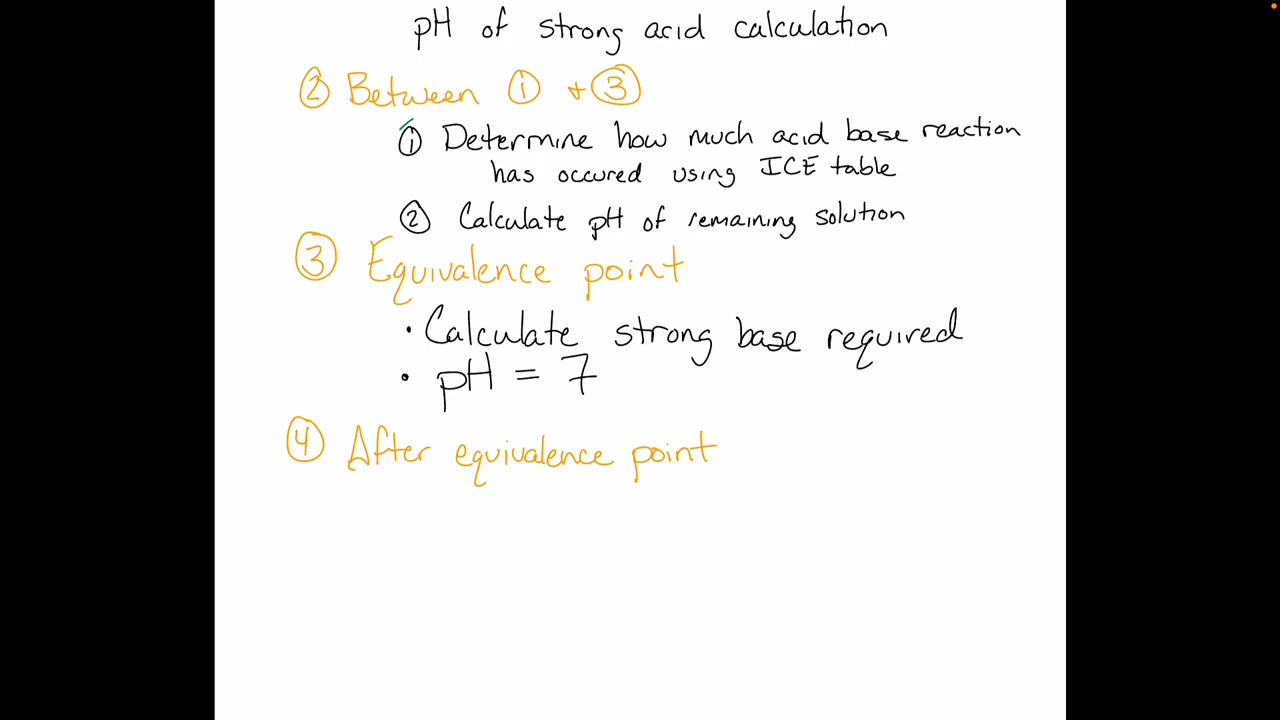 pH of strong acid calculation
② Between ① + ③
① Determine how much acid base reaction
has occured using ICE table
② Calculate pH of remaining solution
③ Equivalence point
• Calculate strong base required
• pH = 7
④ After equivalence point